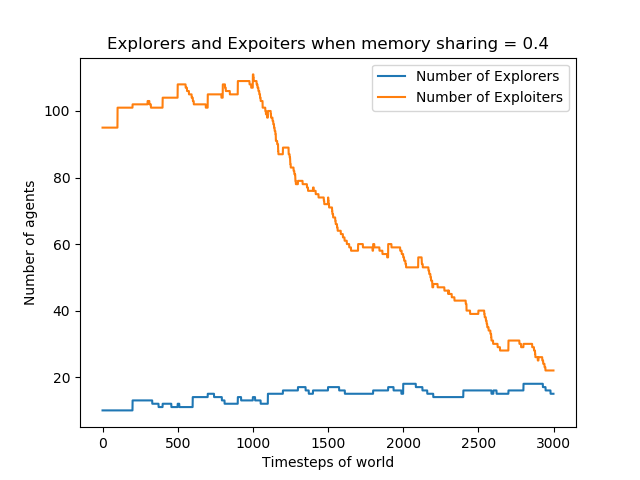 Explorers and Expoiters when memory sharing = 0.4
Number of Explorers
Number of Exploiters
Number of agents
100
80
60
40
20
0 500 1000 1500 2000 2500 3000
Timesteps of world